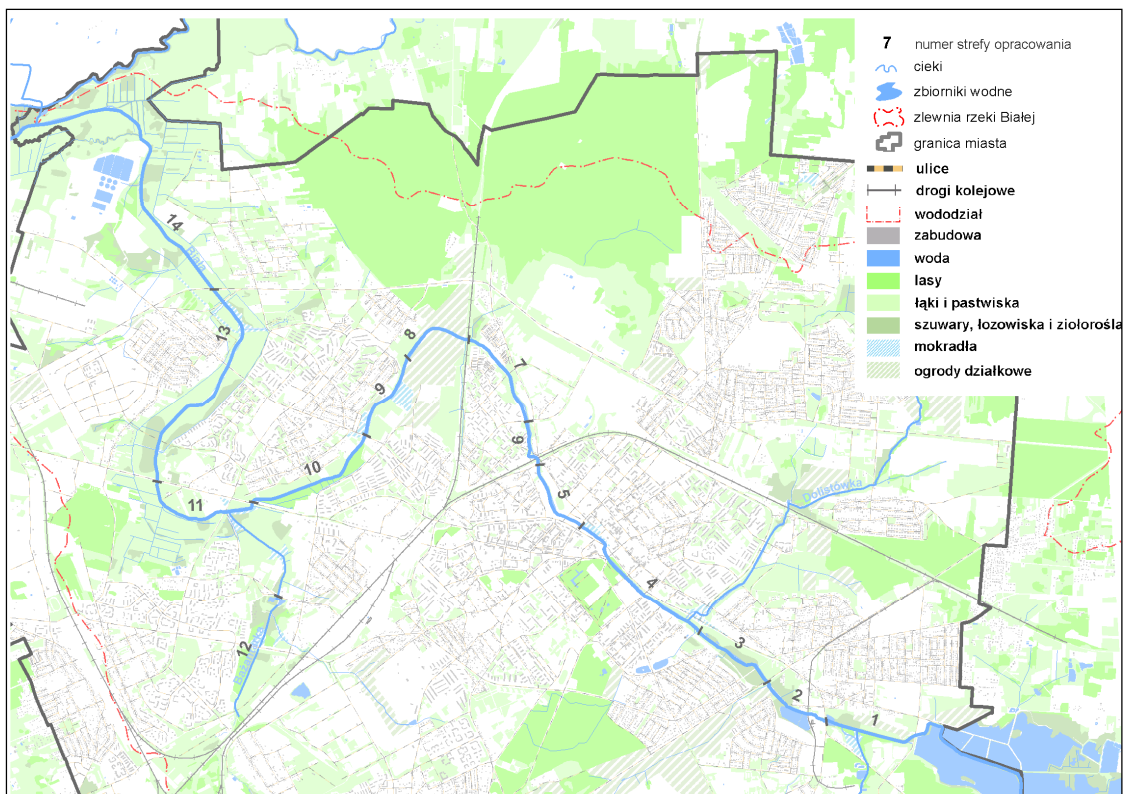 7 numer strefy opracowania
cieki
zbiorniki wodne
zlewnia rzeki Białej
granica miasta
ulice
drogi kolejowe
wododział
zabudowa
woda
lasy
łąki i pastwiska
szuwary, łozowiska i ziołorośla
mokradła
ogrody działkowe
14
Biała
13
8
7
9
6
10
5
11
Dolistówka
4
12
3
2
1